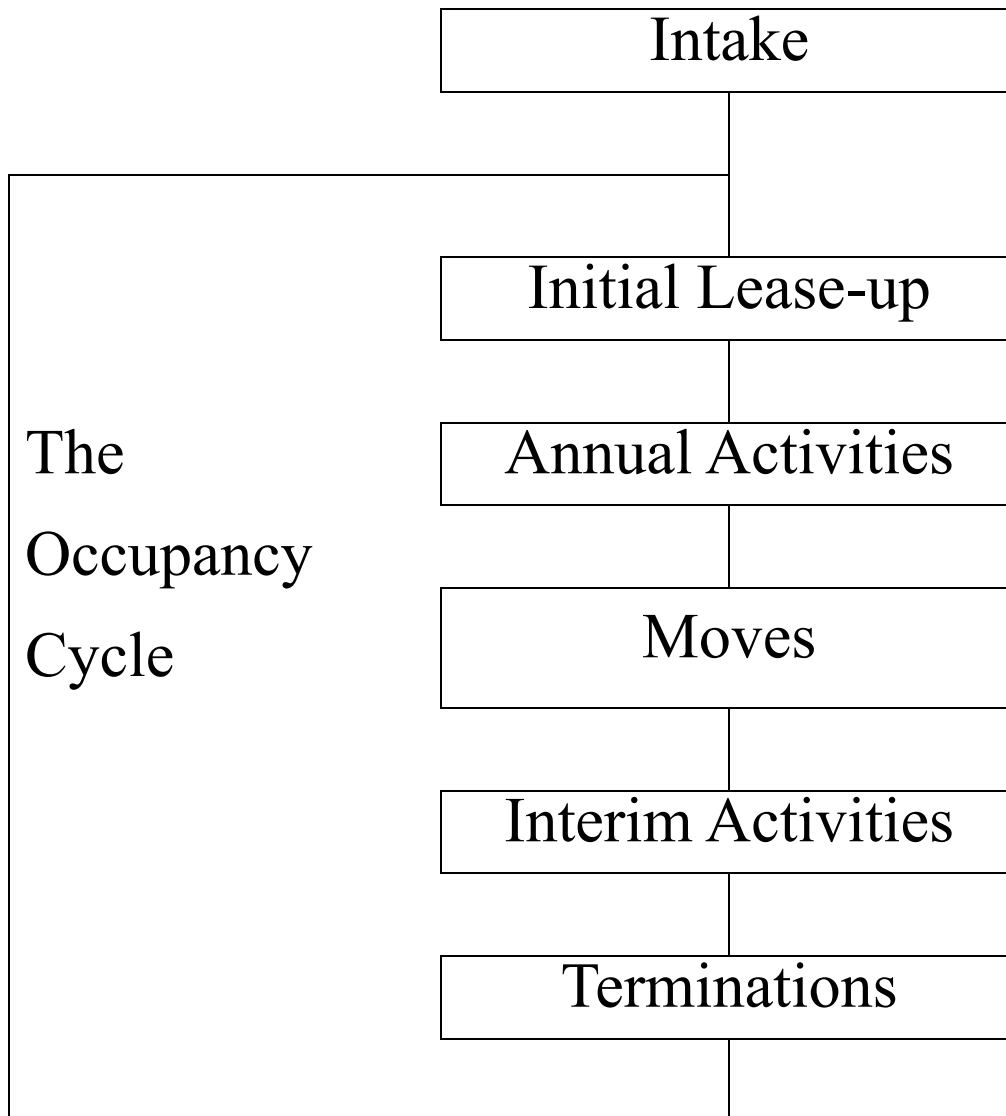 Intake
Initial Lease-up
Annual Activities
The
Occupancy
Cycle
Moves
Interim Activities
Terminations